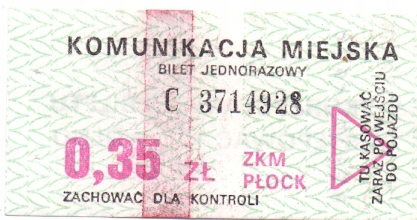 KOMUNIKACJA MIEJSKA
BILET JEDNORAZOWY
C 3714928
0,35 ZŁ
ZKM
PŁOCK
ZACHOWAĆ DLA KONTROLI
TU KASOWAĆ
ZARAZ PO WEJŚCIU
DO POJAZDU